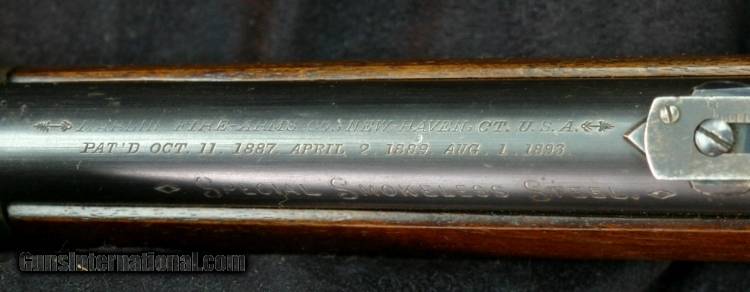 MARLIN FIRE-ARMS CO. NEW-HAVEN, CT. U.S.A.
PAT'D OCT. 11. 1887. APRIL 2. 1889. AUG. 1. 1893.
SPECIAL SMOKELESS STEEL.
GunsInternational.com